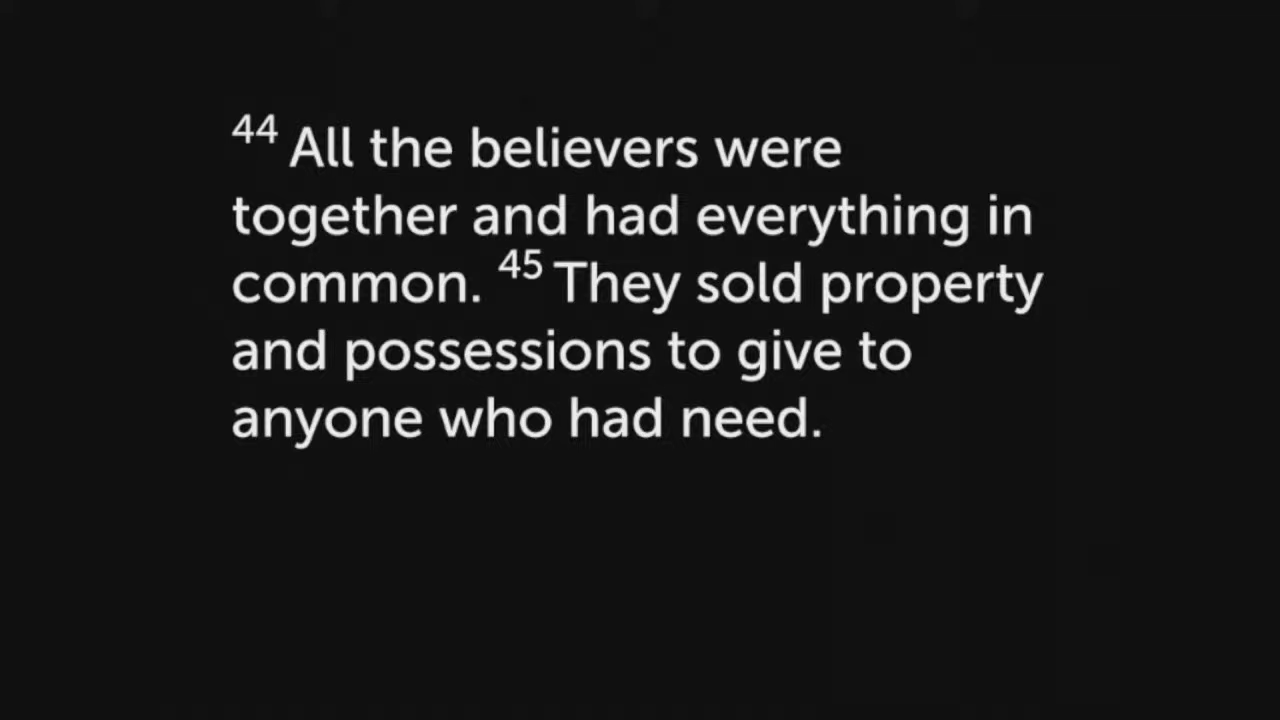 44 All the believers were
together and had everything in
common. 45 They sold property
and possessions to give to
anyone who had need.